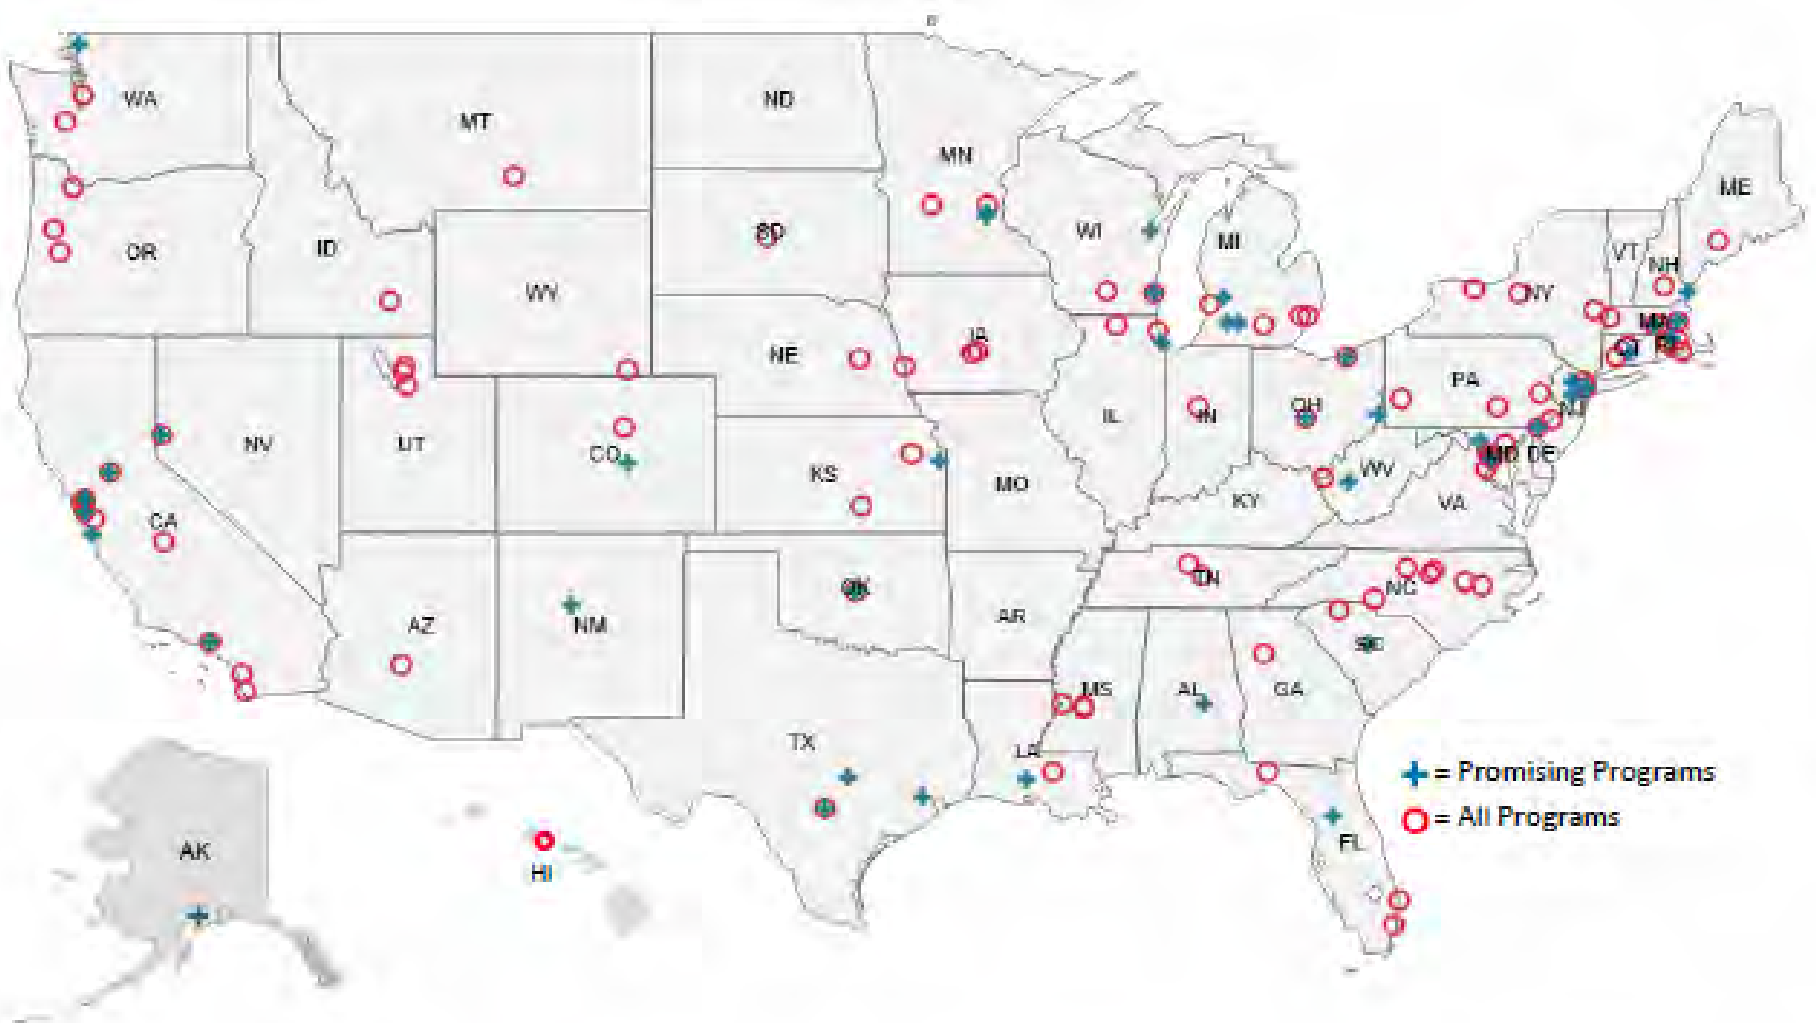 WA
MT
ND
MN
ME
SD
WI
MI
VT
NH
OR
ID
WY
NY
MA
IA
NE
CT
RI
PA
NJ
IL
IN
OH
NV
UT
CO
KS
MO
KY
WV
MD DE
VA
CA
TN
NC
AZ
NM
OK
AR
SC
MS
AL
GA
TX
LA
= Promising Programs
= All Programs
FL
AK
HI